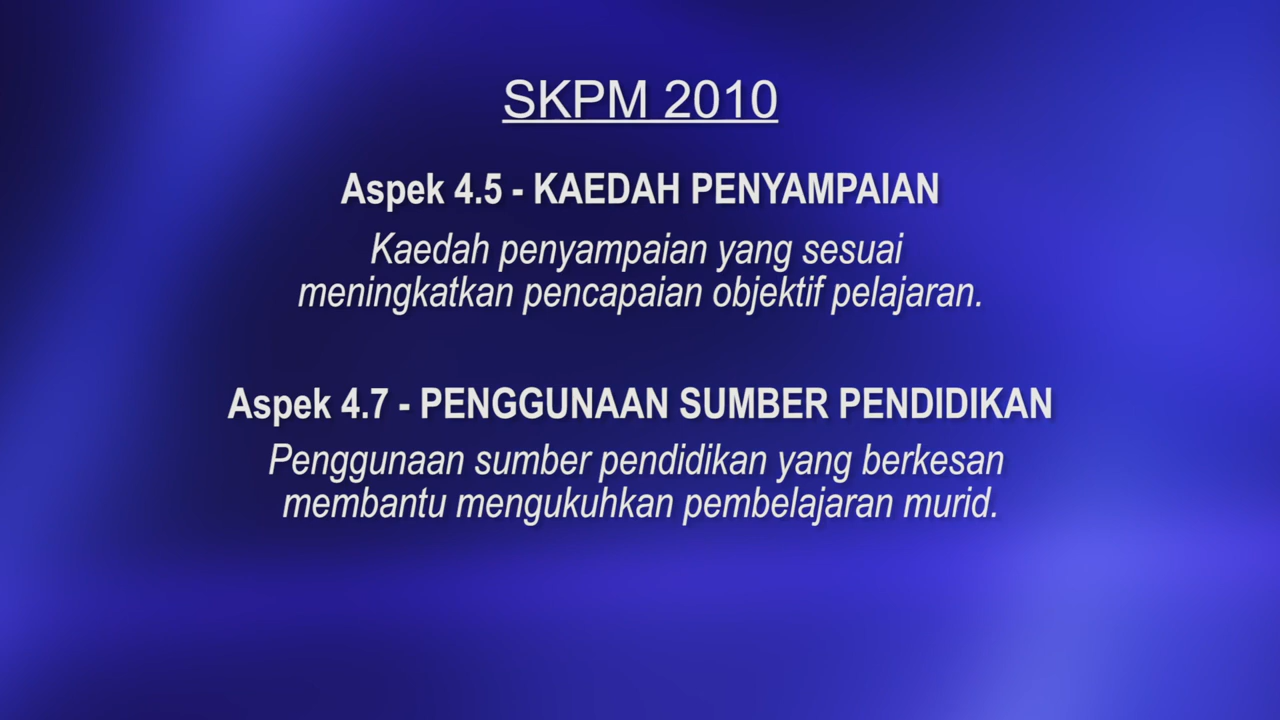 SKPM 2010
Aspek 4.5 - KAEDAH PENYAMPAIAN
Kaedah penyampaian yang sesuai
meningkatkan pencapaian objektif pelajaran.
Aspek 4.7 - PENGGUNAAN SUMBER PENDIDIKAN
Penggunaan sumber pendidikan yang berkesan
membantu mengukuhkan pembelajaran murid.